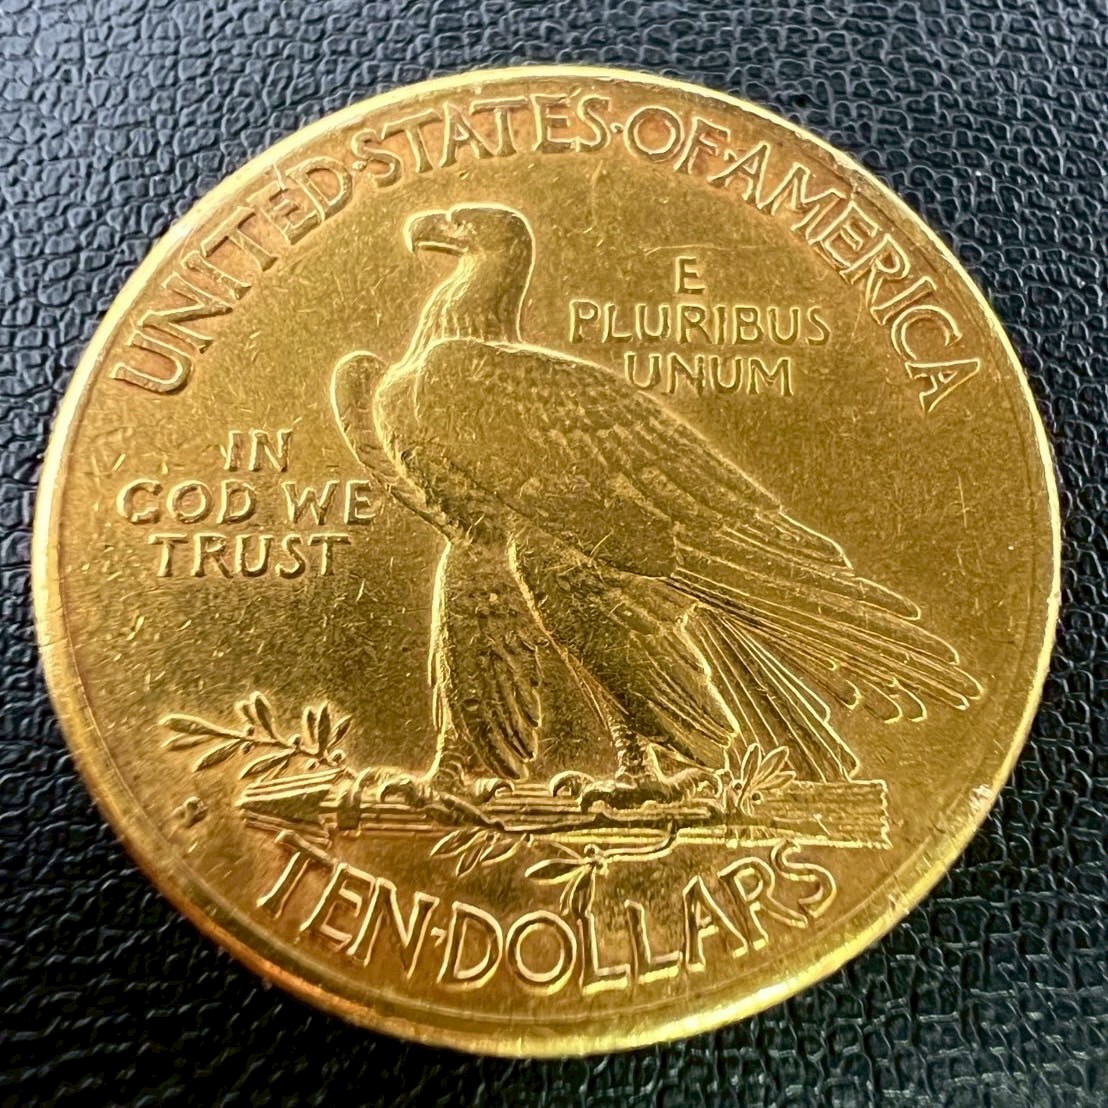 UNITED·STATES·OF·AMERICA
E
PLURIBUS
UNUM
IN
GOD WE
TRUST
TEN·DOLLARS